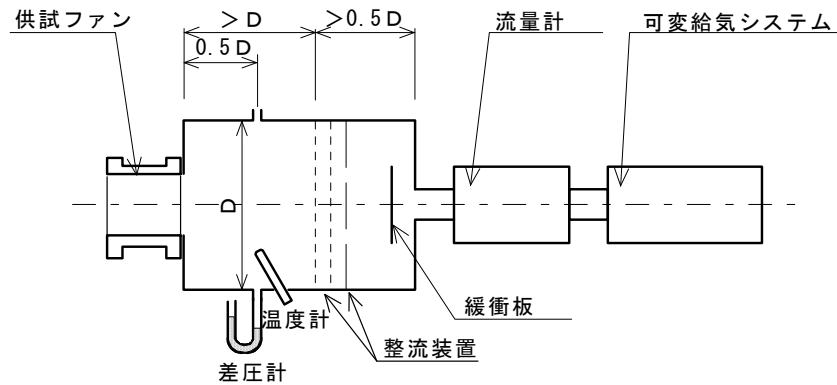 供試ファン
>D
>0.5D
流量計
可変給気システム
0.5D
D
緩衝板
温度計
整流装置
差圧計